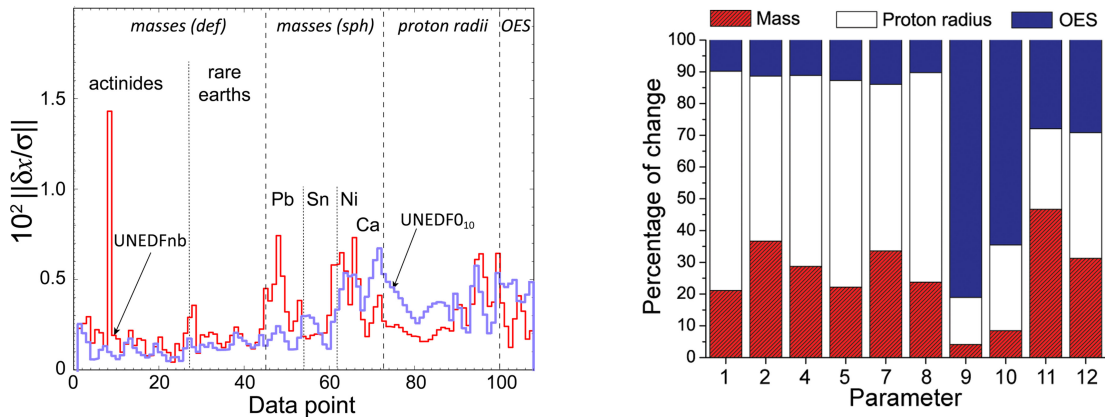 masses (def) masses (sph) proton radii OES
actinides
rare
earths
Pb Sn Ni
Ca
UNEDFnb
UNEDF0₁₀
10² ||δx/σ||
1.5
1.0
0.5
0
0 20 40 60 80 100
Data point
Mass Proton radius OES
Percentage of change
100
90
80
70
60
50
40
30
20
10
0
1 2 4 5 7 8 9 10 11 12
Parameter